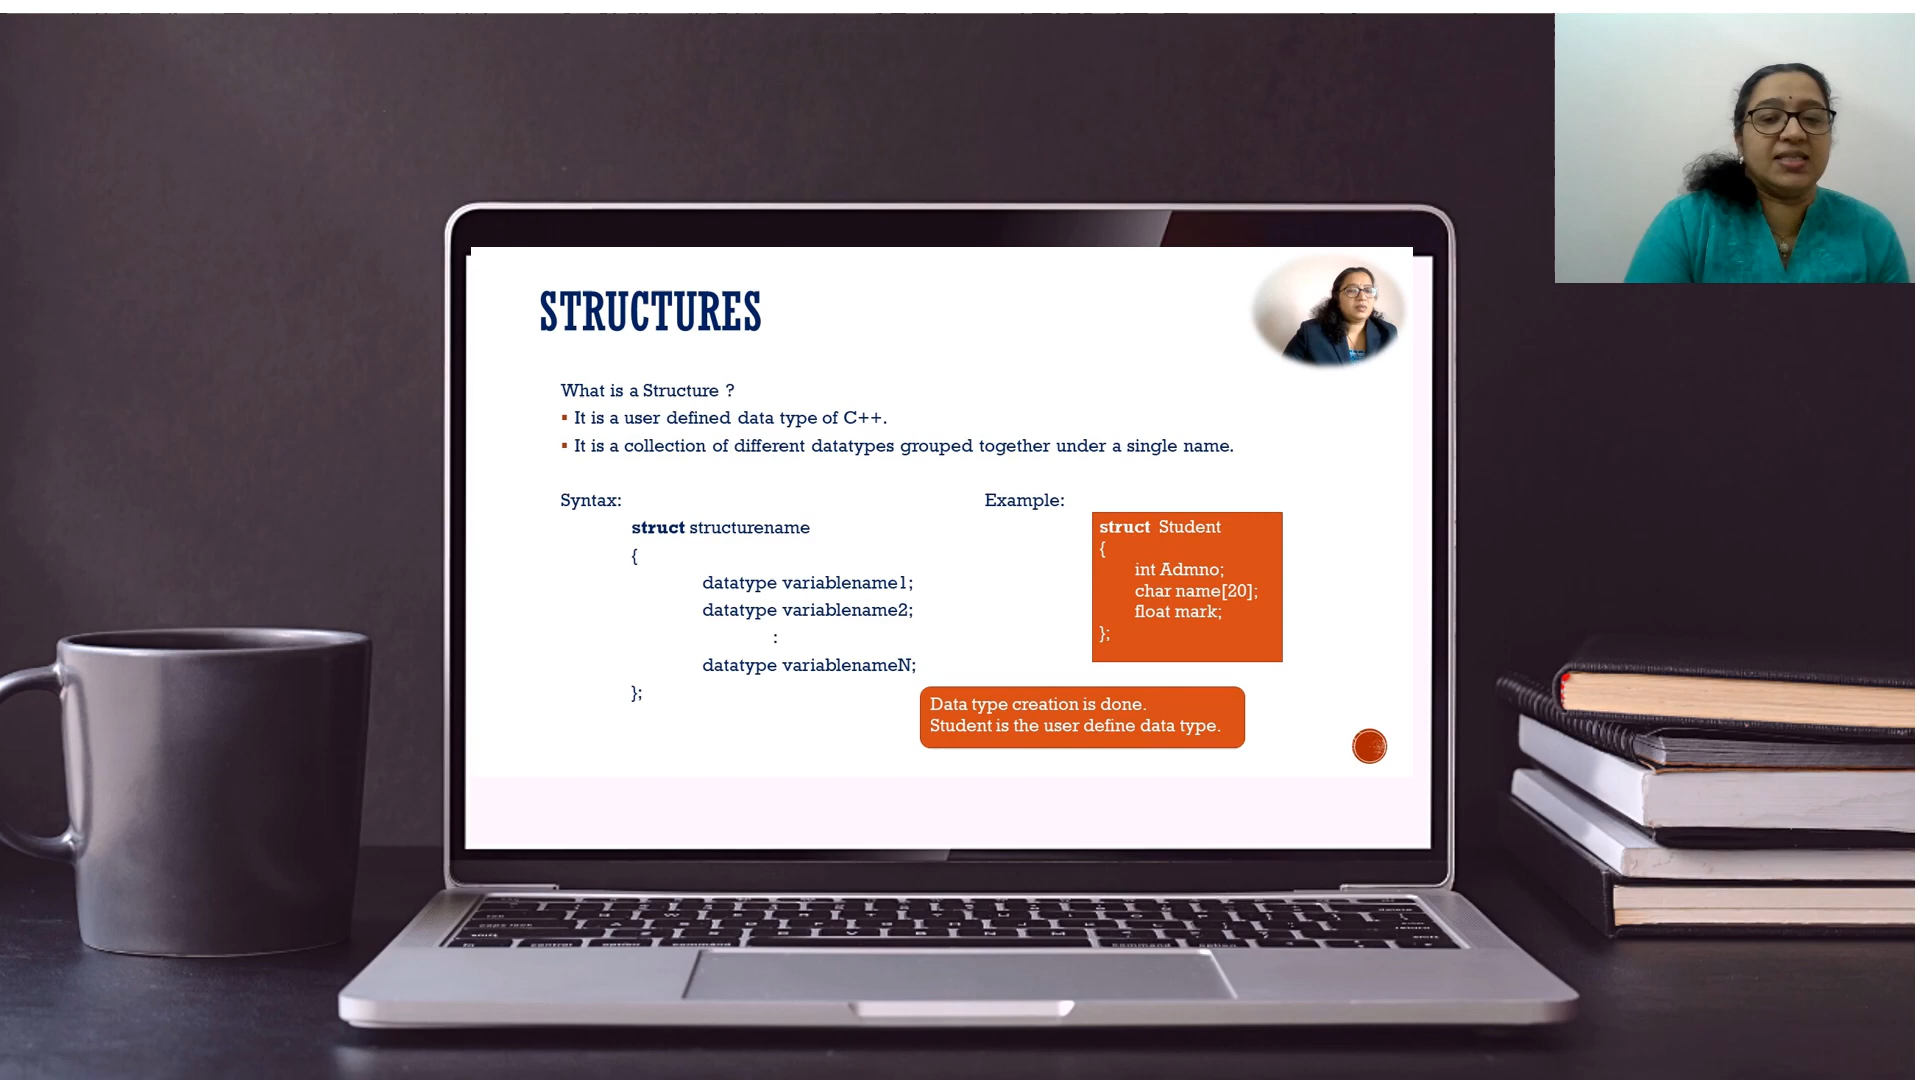 STRUCTURES
What is a Structure ?
▪ It is a user defined data type of C++.
▪ It is a collection of different datatypes grouped together under a single name.
Syntax:
struct structurename
{
datatype variablename1;
datatype variablename2;
:
datatype variablenameN;
};
Example:
struct Student
{
int Admno;
char name[20];
float mark;
};
Data type creation is done.
Student is the user define data type.